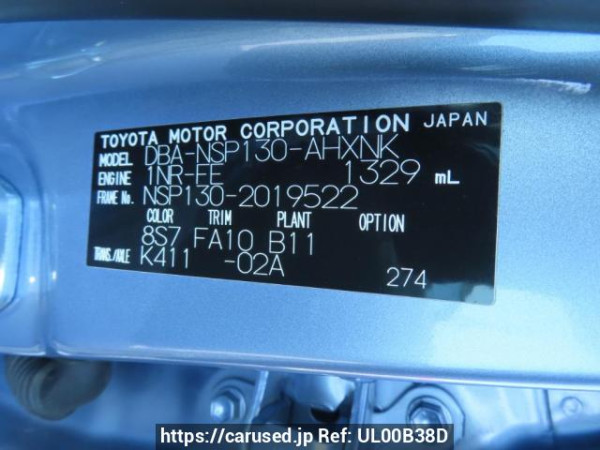 TOYOTA MOTOR CORPORATION JAPAN
MODEL DBA-NSP130-AHXNK
ENGINE 1NR-FE 1329 mL
FRAME No. NSP130-2019522
COLOR TRIM PLANT OPTION
8S7 FA10 B11
TRANS./AXLE K411 -02A
274
https://carused.jp Ref: UL00B38D